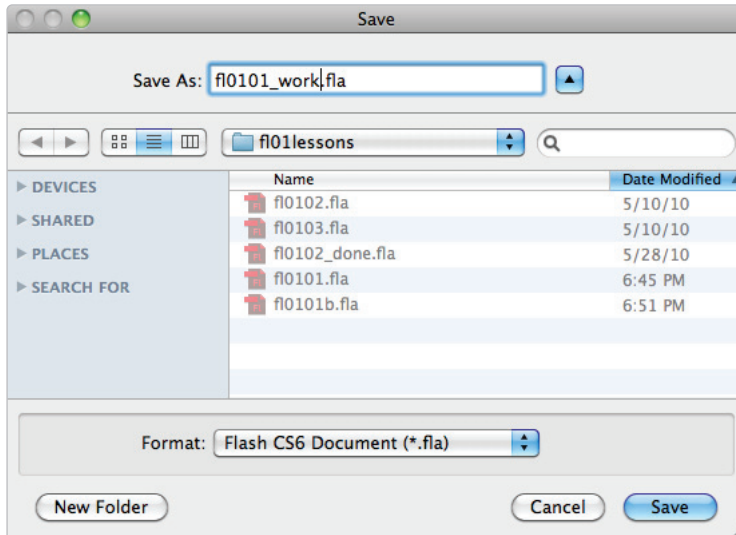 Save
Save As: fl0101_work.fla
fl01lessons
DEVICES
SHARED
PLACES
SEARCH FOR
Name Date Modified
fl0102.fla 5/10/10
fl0103.fla 5/10/10
fl0102_done.fla 5/28/10
fl0101.fla 6:45 PM
fl0101b.fla 6:51 PM
Format: Flash CS6 Document (*.fla)
New Folder Cancel Save